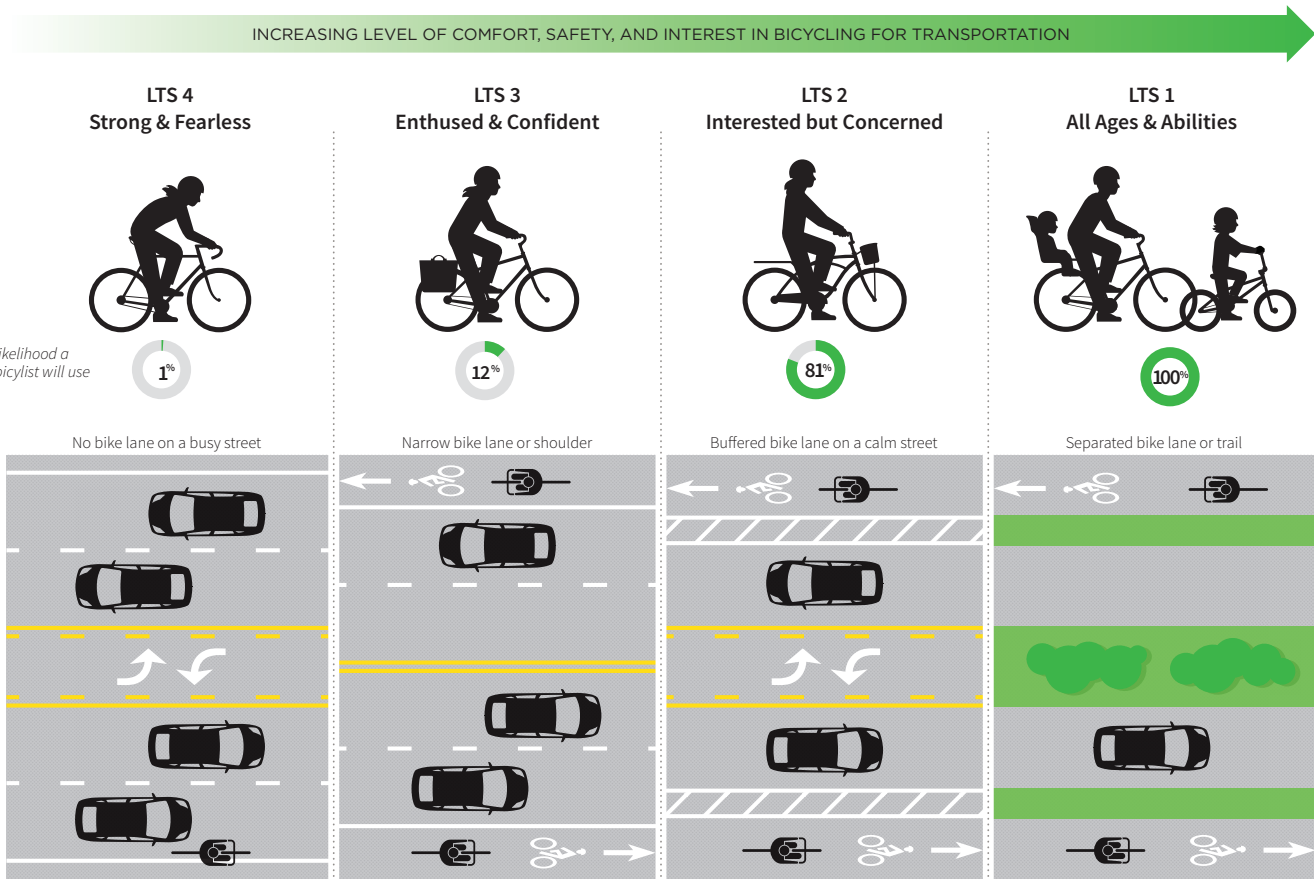 INCREASING LEVEL OF COMFORT, SAFETY, AND INTEREST IN BICYCLING FOR TRANSPORTATION
LTS 4
Strong & Fearless
LTS 3
Enthused & Confident
LTS 2
Interested but Concerned
LTS 1
All Ages & Abilities
ikelihood a
bicylist will use
1%
12%
81%
100%
No bike lane on a busy street
Narrow bike lane or shoulder
Buffered bike lane on a calm street
Separated bike lane or trail